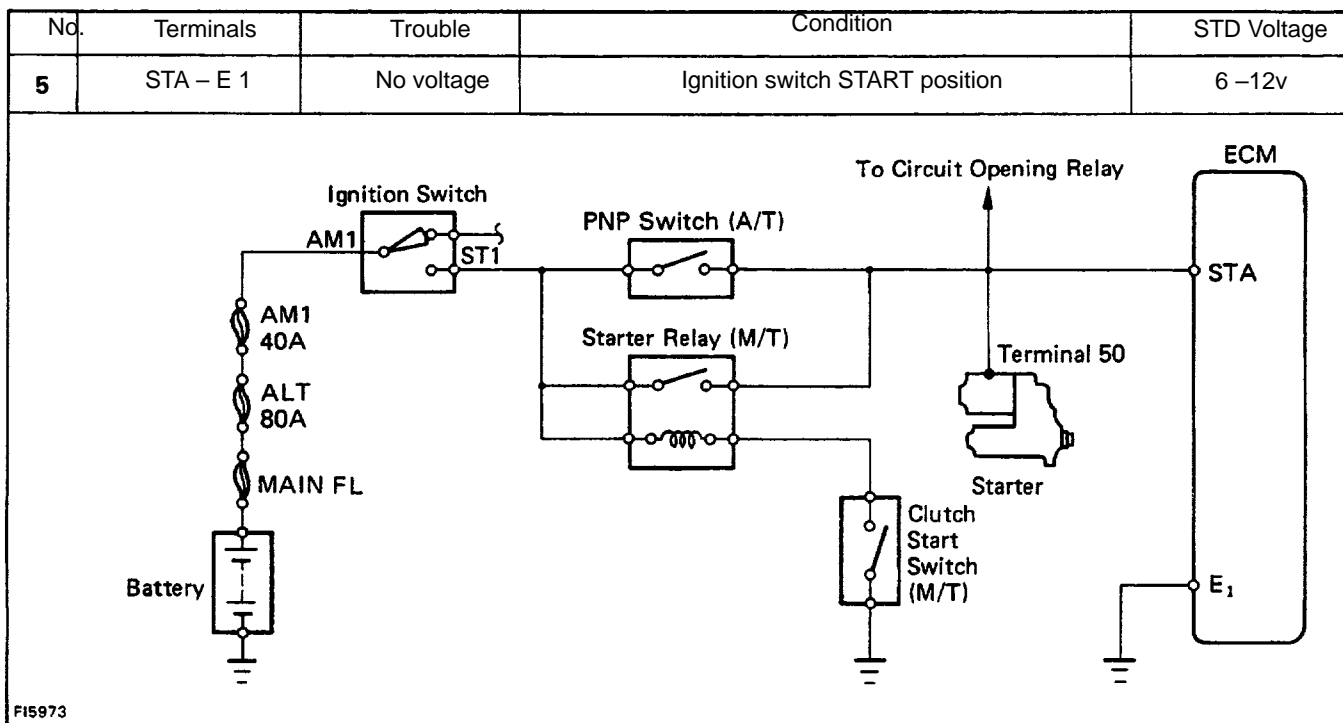 No. Terminals Trouble Condition STD Voltage
5 STA – E 1 No voltage Ignition switch START position 6 –12v
ECM
To Circuit Opening Relay
Ignition Switch
PNP Switch (A/T)
AM1
ST1
STA
AM1
40A
Starter Relay (M/T)
Terminal 50
ALT
80A
MAIN FL
Starter
Clutch
Start
Switch
(M/T)
Battery
E₁
FI5973